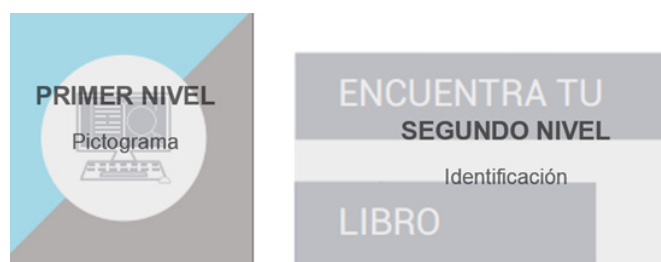 PRIMER NIVEL
Pictograma
ENCUENTRA TU
SEGUNDO NIVEL
Identificación
LIBRO